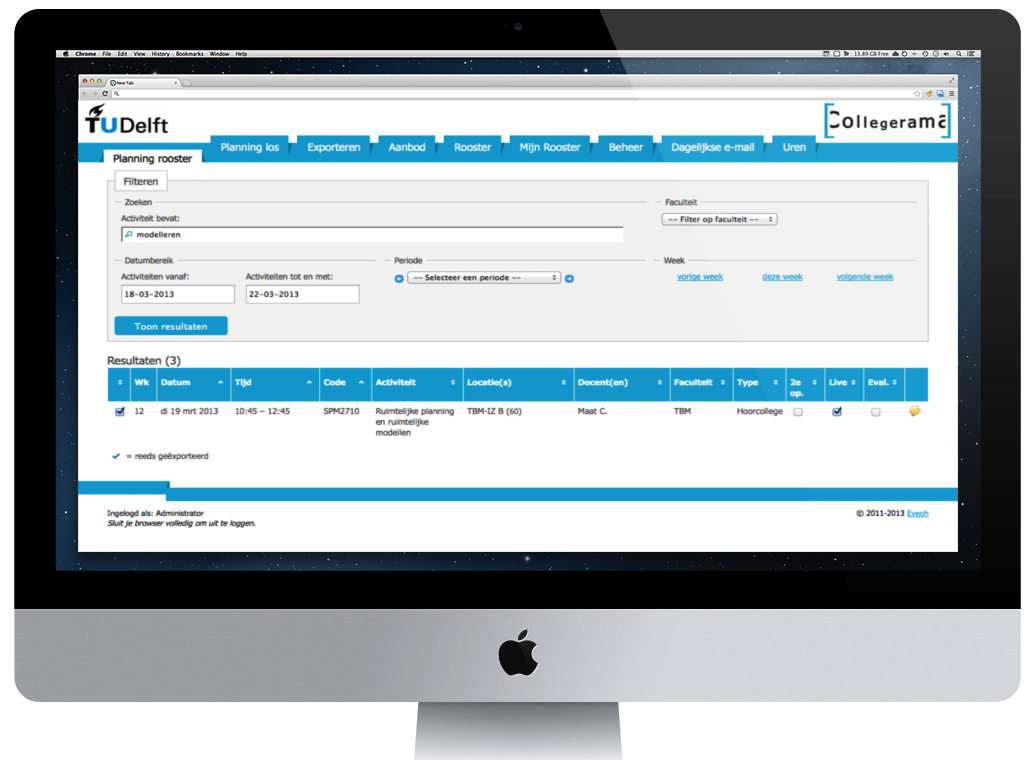 Chrome File Edit View History Bookmarks Window Help
13.89 GB Free
New Tab
TU Delft
Collegerama
Planning rooster
Planning los
Exporteren
Aanbod
Rooster
Mijn Rooster
Beheer
Dagelijkse e-mail
Uren
Filteren
Zoeken
Faculteit
Activiteit bevat:
-- Filter op faculteit --
modelleren
Datumbereik
Periode
Week
Activiteiten vanaf:
Activiteiten tot en met:
-- Selecteer een periode --
vorige week
deze week
volgende week
18-03-2013
22-03-2013
Toon resultaten
Resultaten (3)
Wk Datum Tijd Code Activiteit Locatie(s) Docent(en) Faculteit Type 2e op. Live Eval.
12 di 19 mrt 2013 10:45 – 12:45 SPM2710 Ruimtelijke planning TBM-IZ B (60) Maat C. TBM Hoorcollege
en ruimtelijke
modellen
= reeds geëxporteerd
Ingelogd als: Administrator
© 2011-2013 Eveoh
Sluit je browser volledig om uit te loggen.